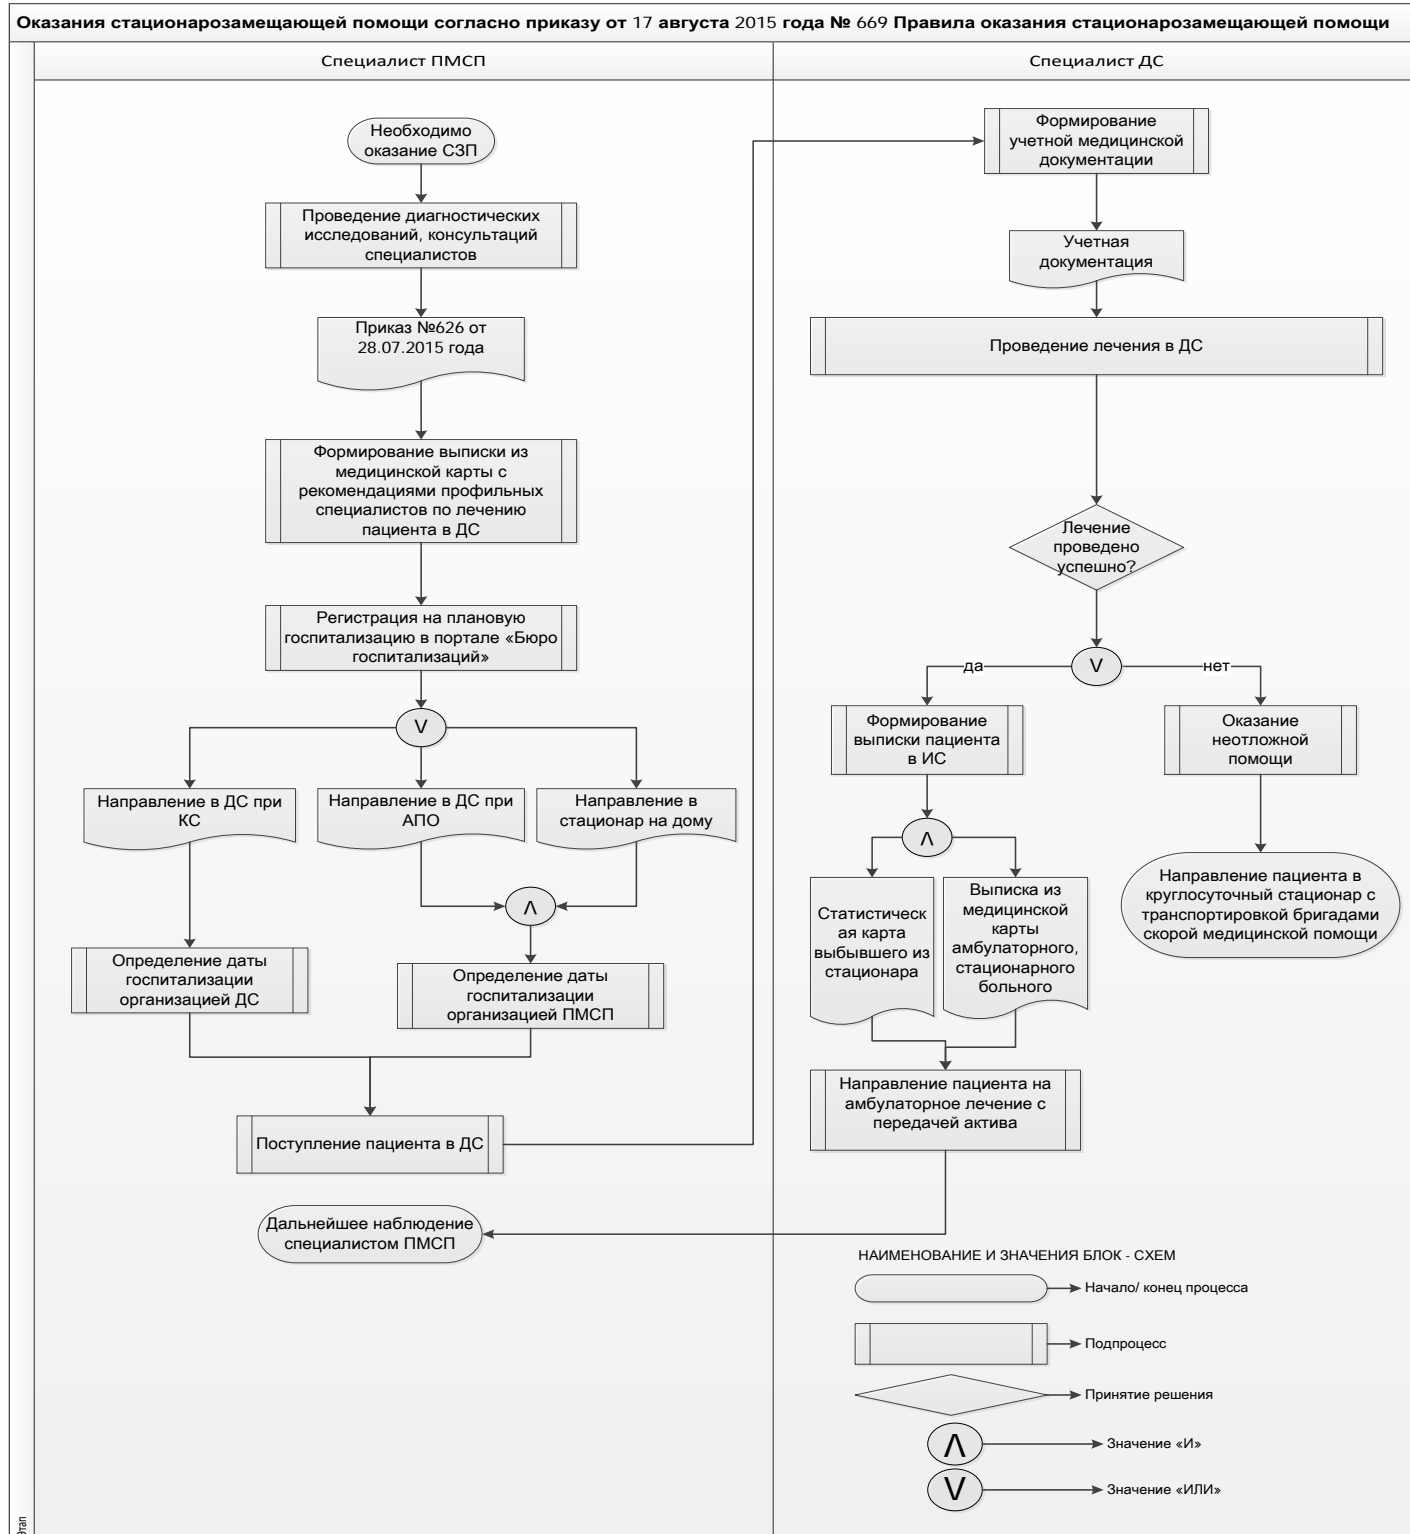 Оказания стационарозамещающей помощи согласно приказу от 17 августа 2015 года № 669 Правила оказания стационарозамещающей помощи
Специалист ПМСП
Специалист ДС
Необходимо
оказание СЗП
Проведение диагностических
исследований, консультаций
специалистов
Приказ №626 от
28.07.2015 года
Формирование выписки из
медицинской карты с
рекомендациями профильных
специалистов по лечению
пациента в ДС
Регистрация на плановую
госпитализацию в портале «Бюро
госпитализаций»
V
Направление в ДС при
КС
Направление в ДС при
АПО
Направление в
стационар на дому
Λ
Определение даты
госпитализации
организацией ДС
Определение даты
госпитализации
организацией ПМСП
Поступление пациента в ДС
Дальнейшее наблюдение
специалистом ПМСП
Формирование
учетной медицинской
документации
Учетная
документация
Проведение лечения в ДС
Лечение
проведено
успешно?
да
V
нет
Формирование
выписки пациента
в ИС
Оказание
неотложной
помощи
Λ
Статистическ
ая карта
выбывшего из
стационара
Выписка из
медицинской
карты
амбулаторного,
стационарного
больного
Направление пациента в
круглосуточный стационар с
транспортировкой бригадами
скорой медицинской помощи
Направление пациента на
амбулаторное лечение с
передачей актива
НАИМЕНОВАНИЕ И ЗНАЧЕНИЯ БЛОК - СХЕМ
Начало/ конец процесса
Подпроцесс
Принятие решения
Λ
Значение «И»
V
Значение «ИЛИ»
Этап